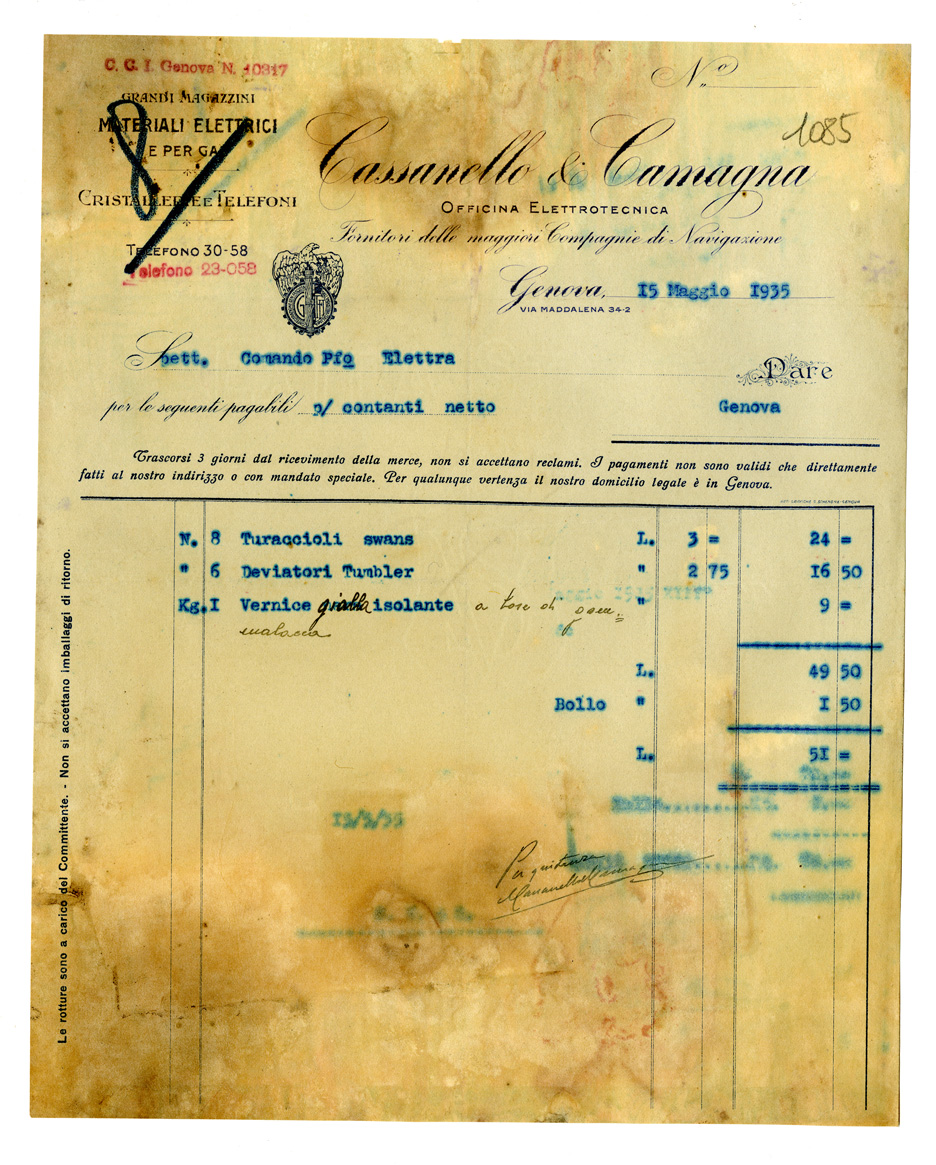 C. C. I. Genova N. 10317
GRANDI MAGAZZINI
MATERIALI ELETTRICI
E PER GAS
CRISTALLERIE E TELEFONI
TELEFONO 30-58
Telefono 23-058
8/
N.o
1085
Cassanello & Camagna
OFFICINA ELETTROTECNICA
Fornitori delle maggiori Compagnie di Navigazione
Genova, 15 Maggio 1935
VIA MADDALENA 34-2
Spett. Comando Pfo Elettra
Dare
per le seguenti pagabili p/ contanti netto Genova
Trascorsi 3 giorni dal ricevimento della merce, non si accettano reclami. I pagamenti non sono validi che direttamente
fatti al nostro indirizzo o con mandato speciale. Per qualunque vertenza il nostro domicilio legale è in Genova.
N. 8 Turaccioli swans L. 3 = 24 =
" 6 Deviatori Tumbler " 2 75 16 50
Kg. I Vernice gialla isolante a base di " 9 =
L. 49 50
Bollo " I 50
L. 51 =
Per quitanza
Le rotture sono a carico del Committente. - Non si accettano imballaggi di ritorno.